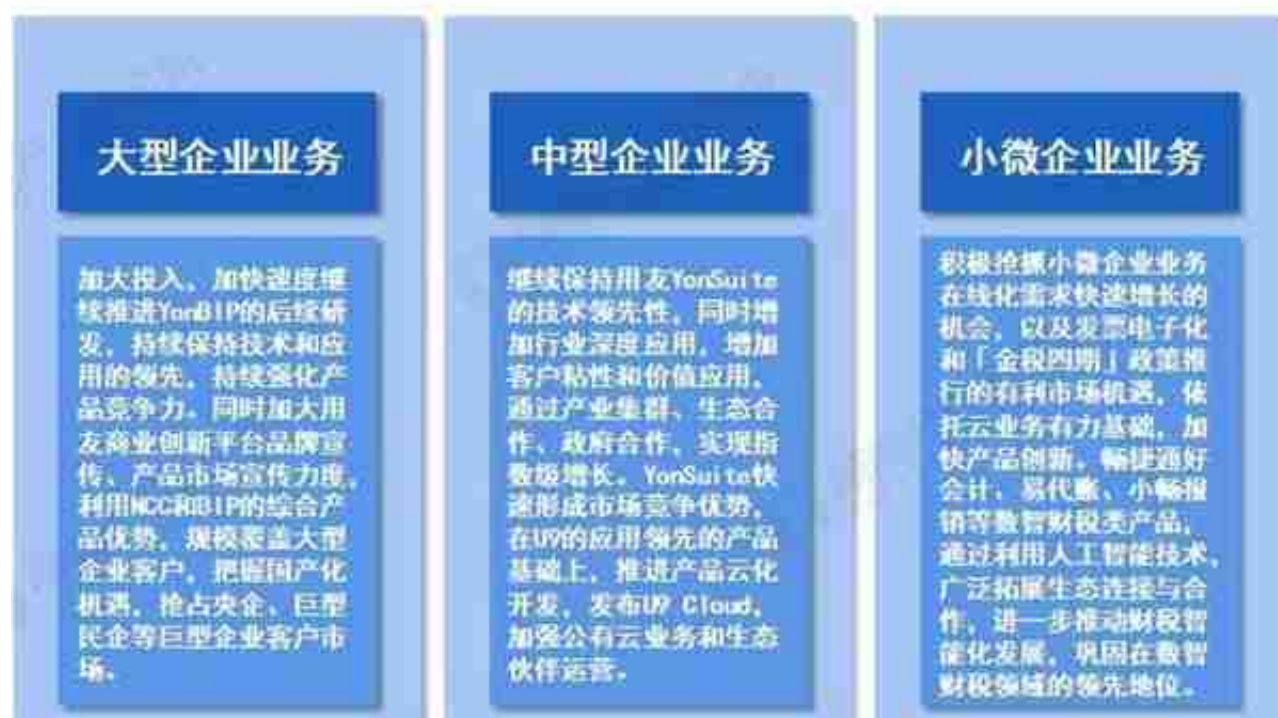 大型企业业务
加大投入、加快速度继
续推进YonBIP的后续研
发，持续保持技术和应
用的领先，持续强化产
品竞争力。同时加大用
友商业创新平台品牌宣
传、产品市场宣传力度，
利用NCC和BIP的综合产
品优势，规模覆盖大型
企业客户，把握国产化
机遇，抢占央企、巨型
民企等巨型企业客户市
场。
中型企业业务
继续保持用友YonSuite
的技术领先性，同时增
加行业深度应用，增加
客户粘性和价值应用，
通过产业集群、生态合
作、政府合作，实现指
数级增长。YonSuite快
速形成市场竞争优势，
在U9的应用领先的产品
基础上，推进产品云化
开发，发布U9 Cloud，
加强公有云业务和生态
伙伴运营。
小微企业业务
积极抢抓小微企业业务
在线化需求快速增长的
机会，以及发票电子化
和「金税四期」政策推
行的有利市场机遇，依
托云业务有力基础，加
快产品创新，畅捷通好
会计、易代账、小畅报
销等数智财税类产品，
通过利用人工智能技术，
广泛拓展生态连接与合
作，进一步推动财税智
能化发展，巩固在数智
财税领域的领先地位。